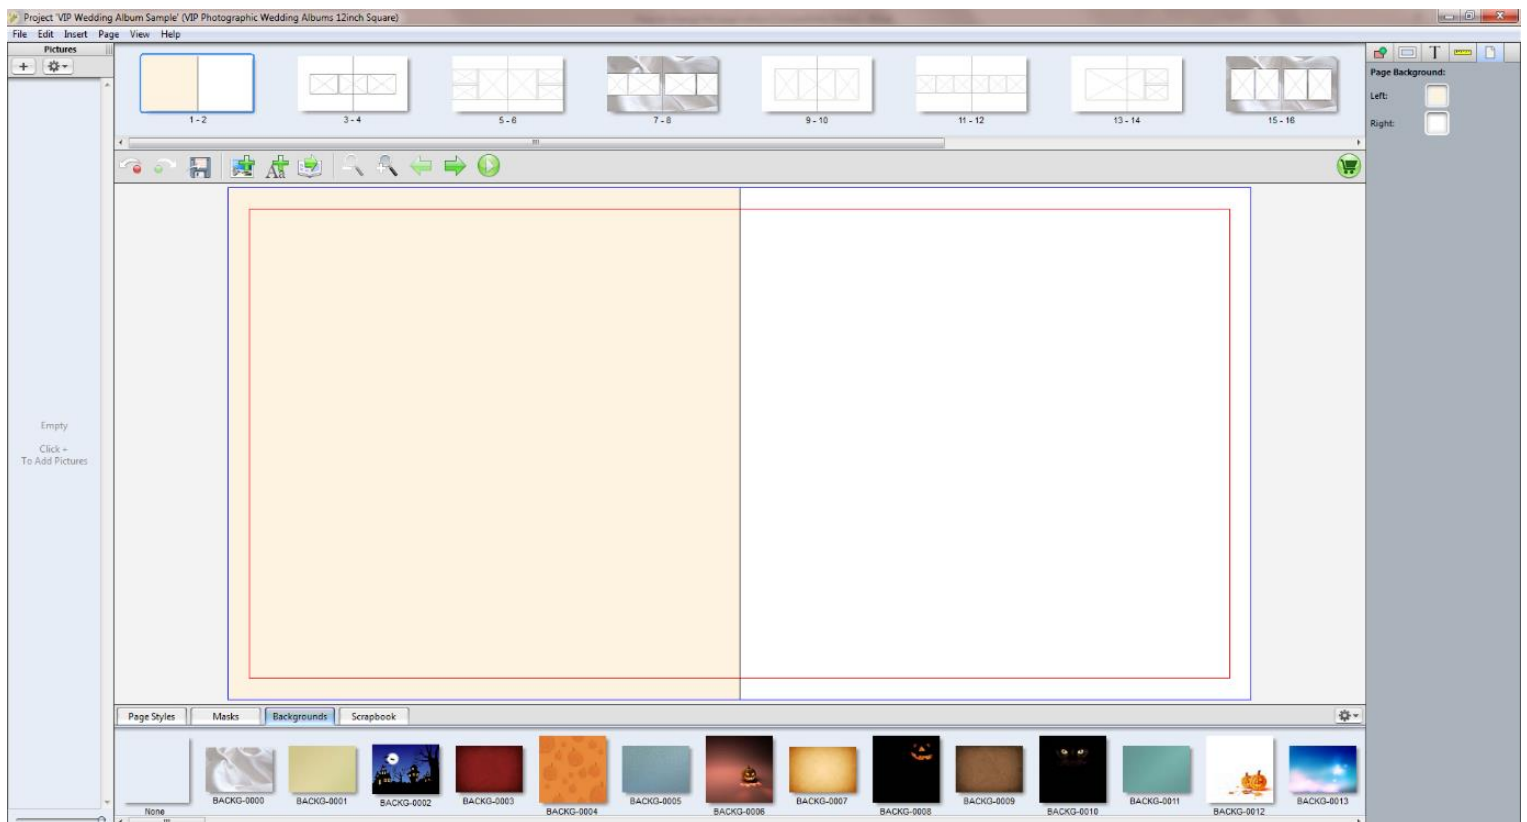 Project 'VIP Wedding Album Sample' (VIP Photographic Wedding Albums 12inch Square)
File Edit Insert Page View Help
Pictures
1 - 2
3 - 4
5 - 6
7 - 8
9 - 10
11 - 12
13 - 14
15 - 16
Page Background:
Left:
Right:
Aa
T
Empty
Click +
To Add Pictures
Page Styles
Masks
Backgrounds
Scrapbook
None
BACKG-0000
BACKG-0001
BACKG-0002
BACKG-0003
BACKG-0004
BACKG-0005
BACKG-0006
BACKG-0007
BACKG-0008
BACKG-0009
BACKG-0010
BACKG-0011
BACKG-0012
BACKG-0013